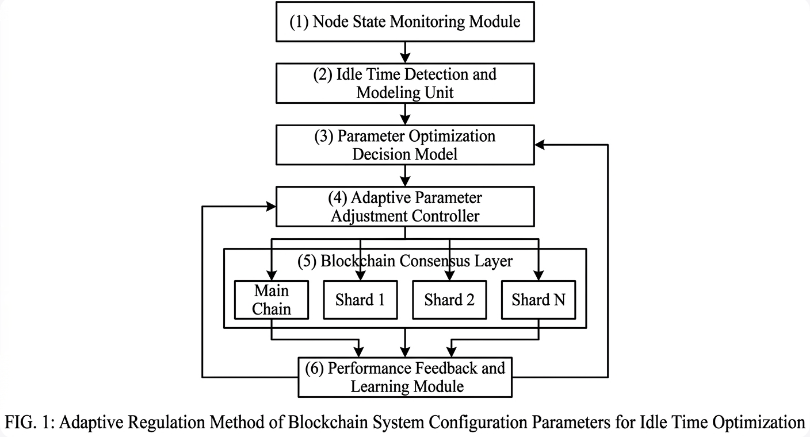 (1) Node State Monitoring Module
(2) Idle Time Detection and
Modeling Unit
(3) Parameter Optimization
Decision Model
(4) Adaptive Parameter
Adjustment Controller
(5) Blockchain Consensus Layer
Main
Chain
Shard 1
Shard 2
Shard N
(6) Performance Feedback and
Learning Module
FIG. 1: Adaptive Regulation Method of Blockchain System Configuration Parameters for Idle Time Optimization